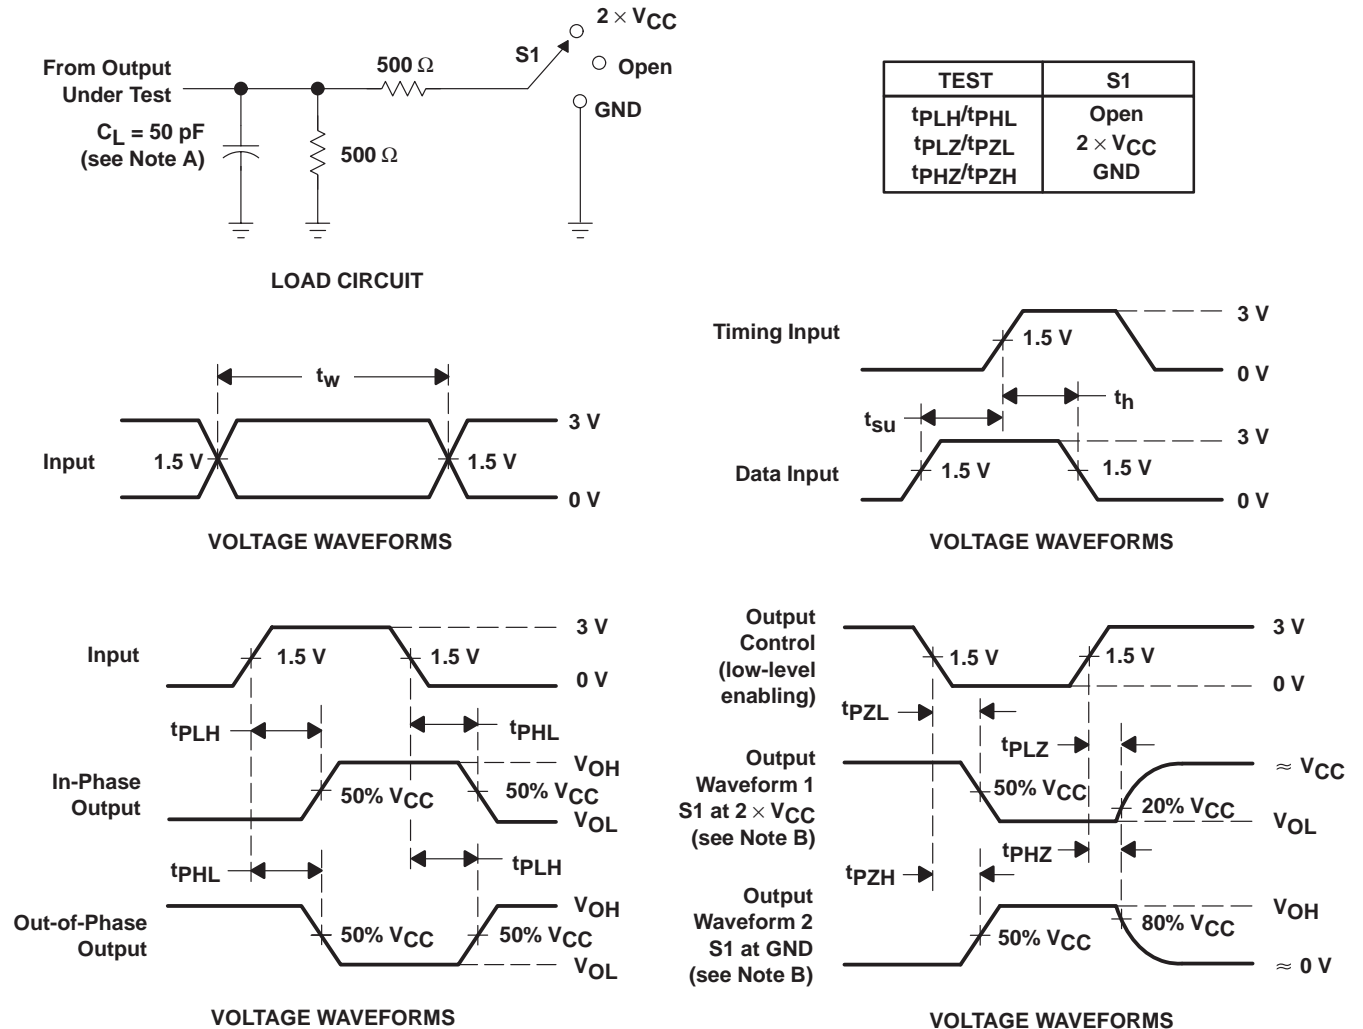 2 × VCC
S1
Open
GND
From Output
Under Test
500 Ω
CL = 50 pF
(see Note A)
500 Ω
LOAD CIRCUIT
TEST S1
tPLH/tPHL Open
tPLZ/tPZL 2 × VCC
tPHZ/tPZH GND
tw
Input
1.5 V
1.5 V
3 V
0 V
VOLTAGE WAVEFORMS
Timing Input
1.5 V
3 V
0 V
th
tsu
Data Input
1.5 V
1.5 V
3 V
0 V
VOLTAGE WAVEFORMS
Input
1.5 V
1.5 V
3 V
0 V
tPLH
tPHL
In-Phase
Output
50% VCC
50% VCC
VOH
VOL
tPHL
tPLH
Out-of-Phase
Output
50% VCC
50% VCC
VOH
VOL
VOLTAGE WAVEFORMS
Output
Control
(low-level
enabling)
1.5 V
1.5 V
3 V
0 V
tPZL
tPLZ
Output
Waveform 1
S1 at 2 × VCC
(see Note B)
50% VCC
20% VCC
≈ VCC
VOL
tPZH
tPHZ
Output
Waveform 2
S1 at GND
(see Note B)
50% VCC
80% VCC
VOH
≈ 0 V
VOLTAGE WAVEFORMS